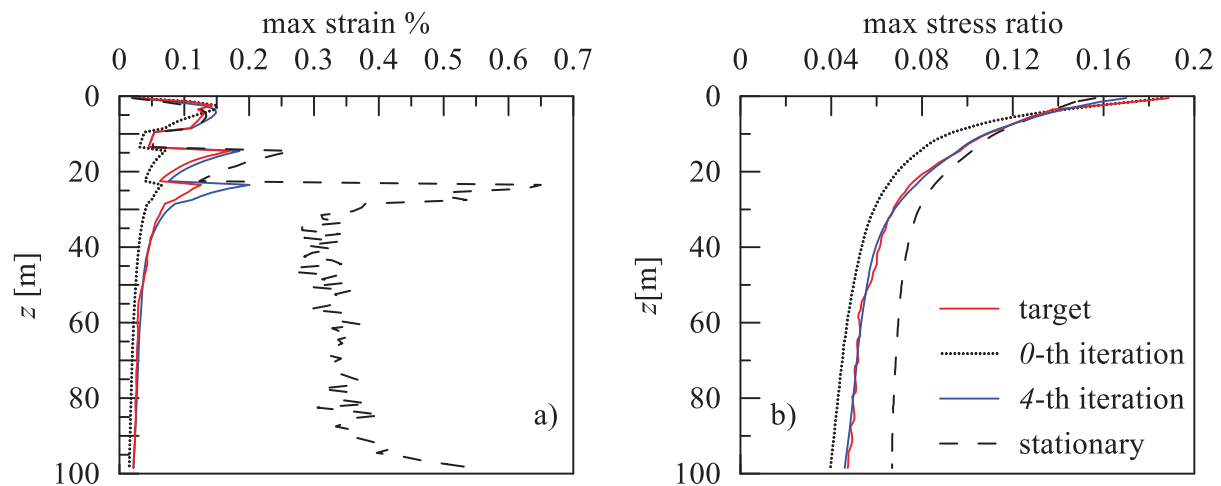 max strain %
0 0.1 0.2 0.3 0.4 0.5 0.6 0.7
0
20
40
60
80
100
z [m]
a)
max stress ratio
0 0.04 0.08 0.12 0.16 0.2
0
20
40
60
80
100
z[m]
target
0-th iteration
4-th iteration
stationary
b)